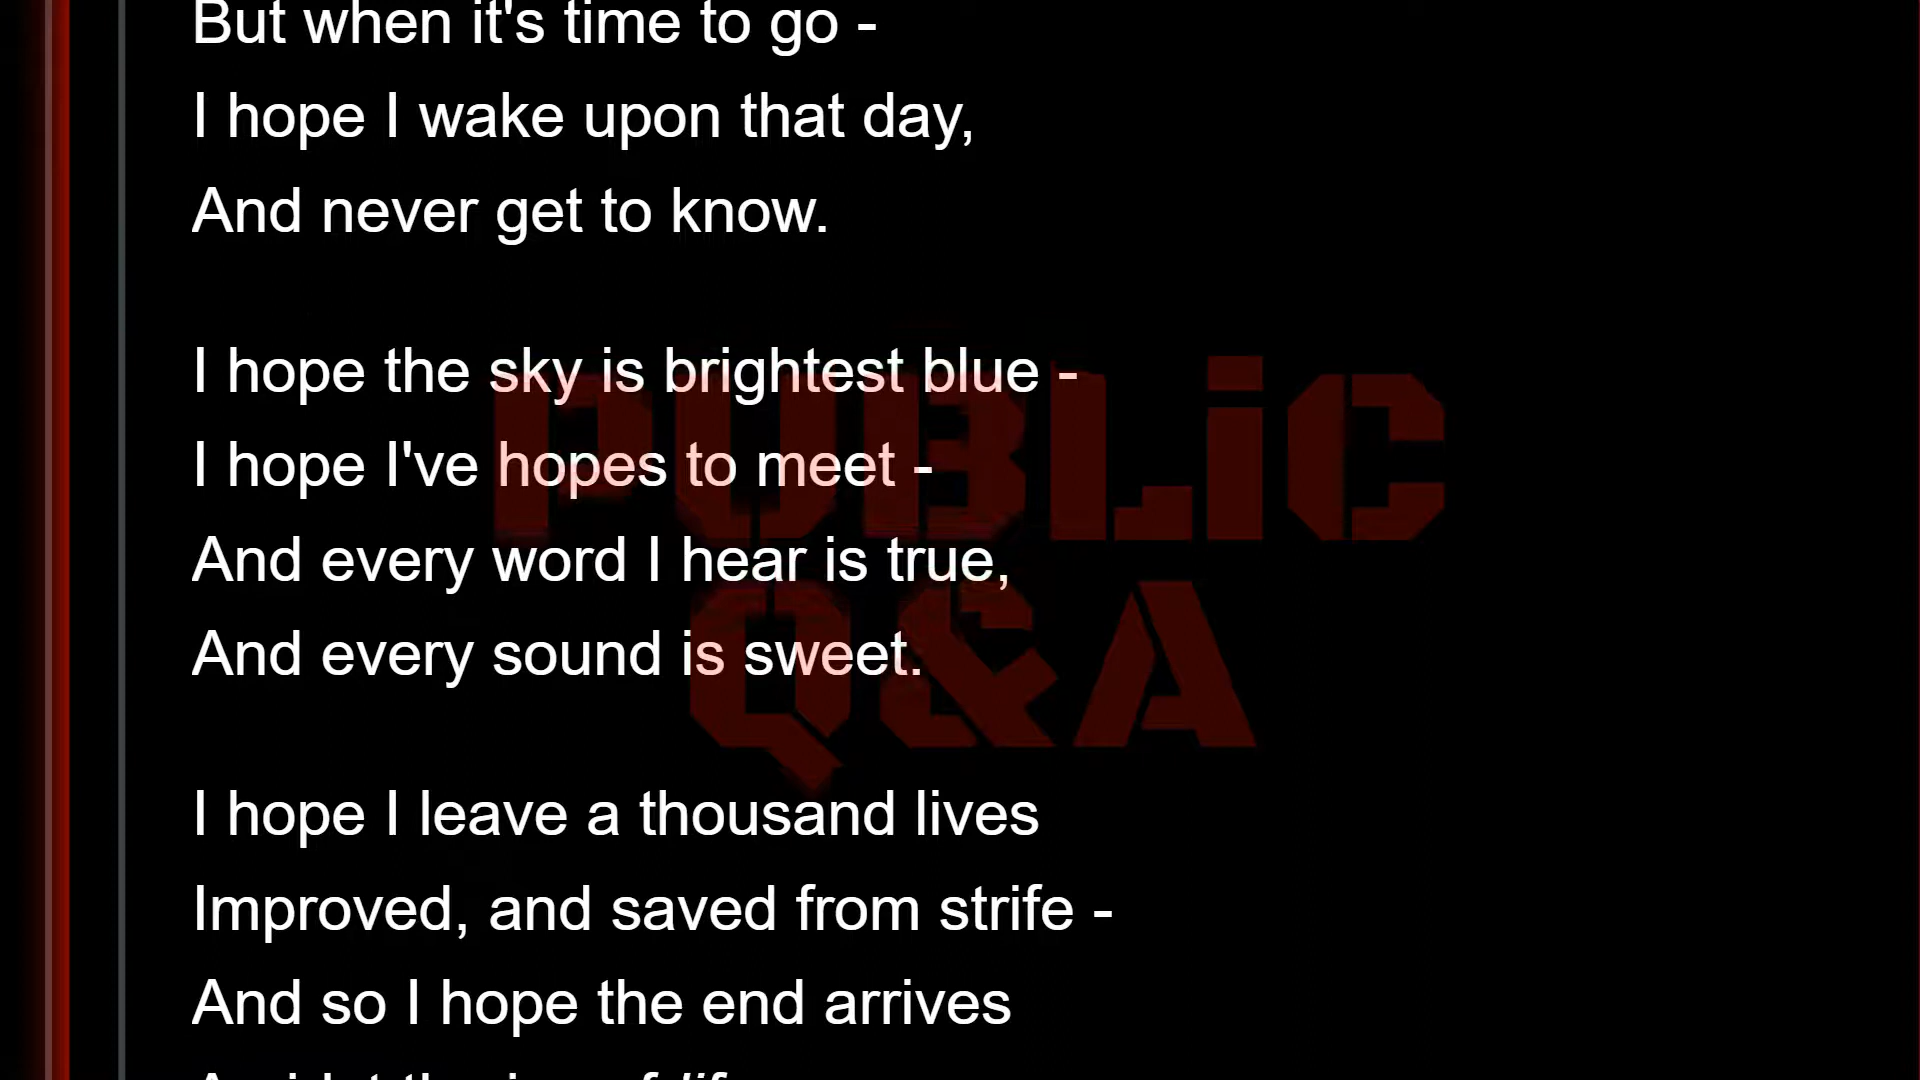 But when it's time to go -
I hope I wake upon that day,
And never get to know.
I hope the sky is brightest blue -
I hope I've hopes to meet -
And every word I hear is true,
And every sound is sweet.
I hope I leave a thousand lives
Improved, and saved from strife -
And so I hope the end arrives
PUBLiC
Q&A